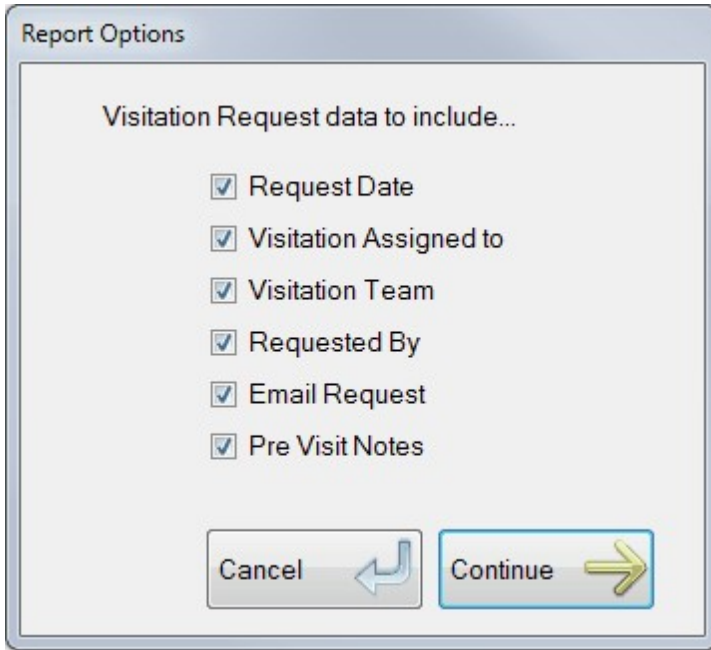 Report Options
Visitation Request data to include...
Request Date
Visitation Assigned to
Visitation Team
Requested By
Email Request
Pre Visit Notes
Cancel
Continue